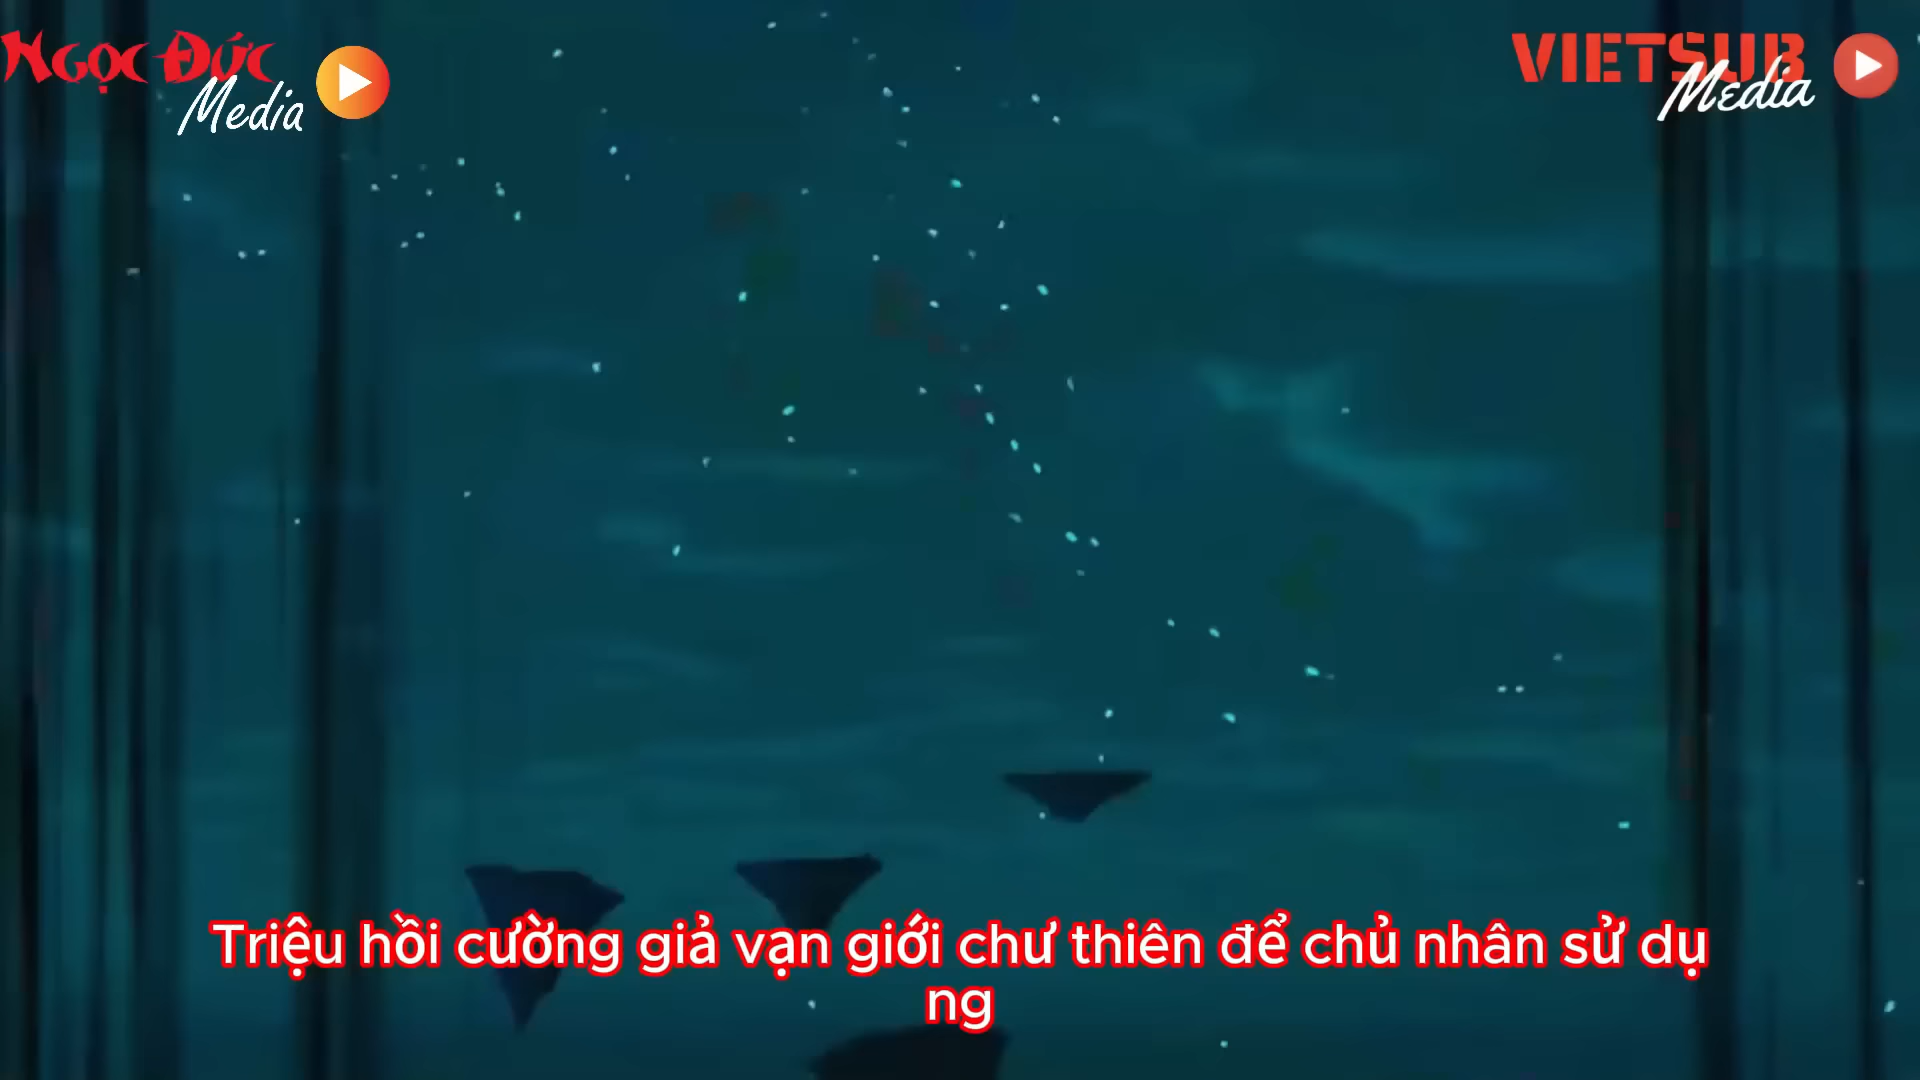 NGỌC ĐỨC
Media
VIETSUB
Media
Triệu hồi cường giả vạn giới chư thiên để chủ nhân sử dụ
ng